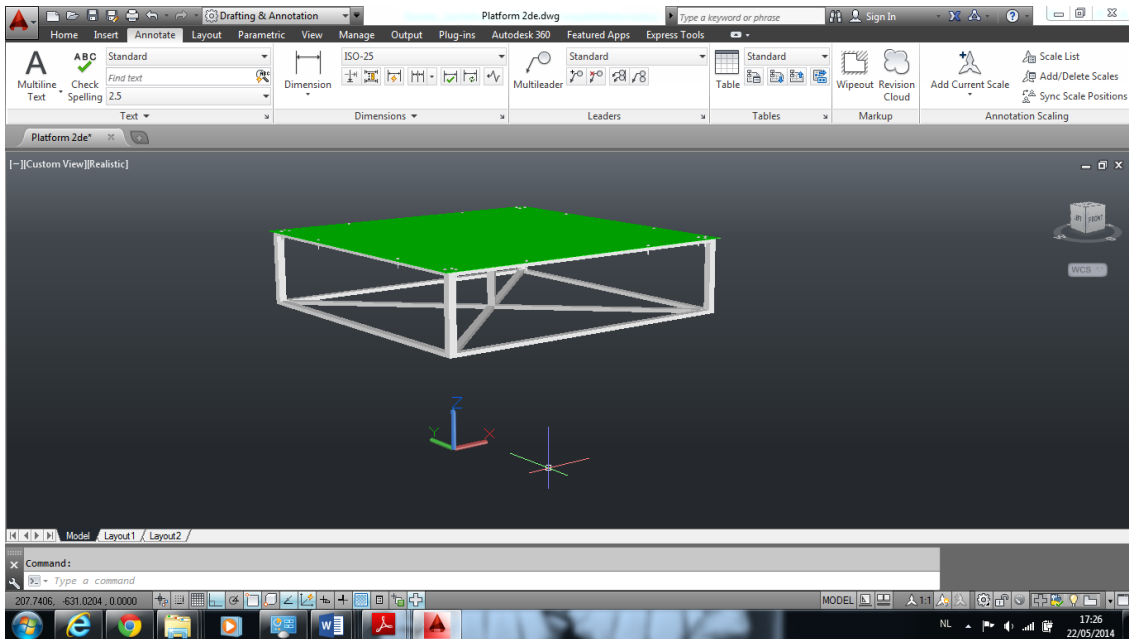 Drafting & Annotation
Platform 2de.dwg
Type a keyword or phrase
Sign In
Home Insert Annotate Layout Parametric View Manage Output Plug-ins Autodesk 360 Featured Apps Express Tools
A ABC Standard ISO-25 Standard Standard Scale List
Find text
Multiline Text
Check Spelling
2.5
Dimension
Multileader
Table
Wipeout
Revision Cloud
Add Current Scale
Add/Delete Scales
Sync Scale Positions
Text Dimensions Leaders Tables Markup Annotation Scaling
Platform 2de*
[−][Custom View][Realistic]
FRONT
WCS
Z
Y X
Model Layout1 Layout2
Command:
Type a command
207.7406, -631.0204, 0.0000
MODEL
1:1
NL
17:26
22/05/2014